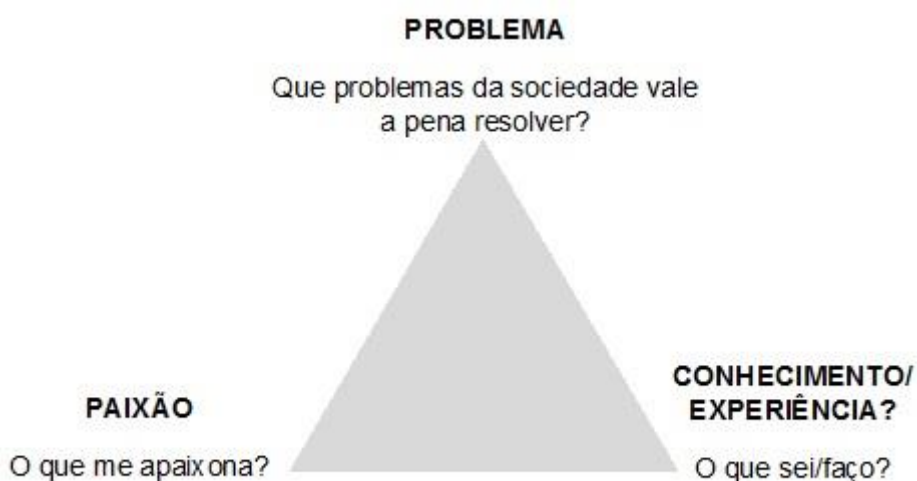 PROBLEMA
Que problemas da sociedade vale
a pena resolver?
PAIXÃO
O que me apaixona?
CONHECIMENTO/
EXPERIÊNCIA?
O que sei/faço?